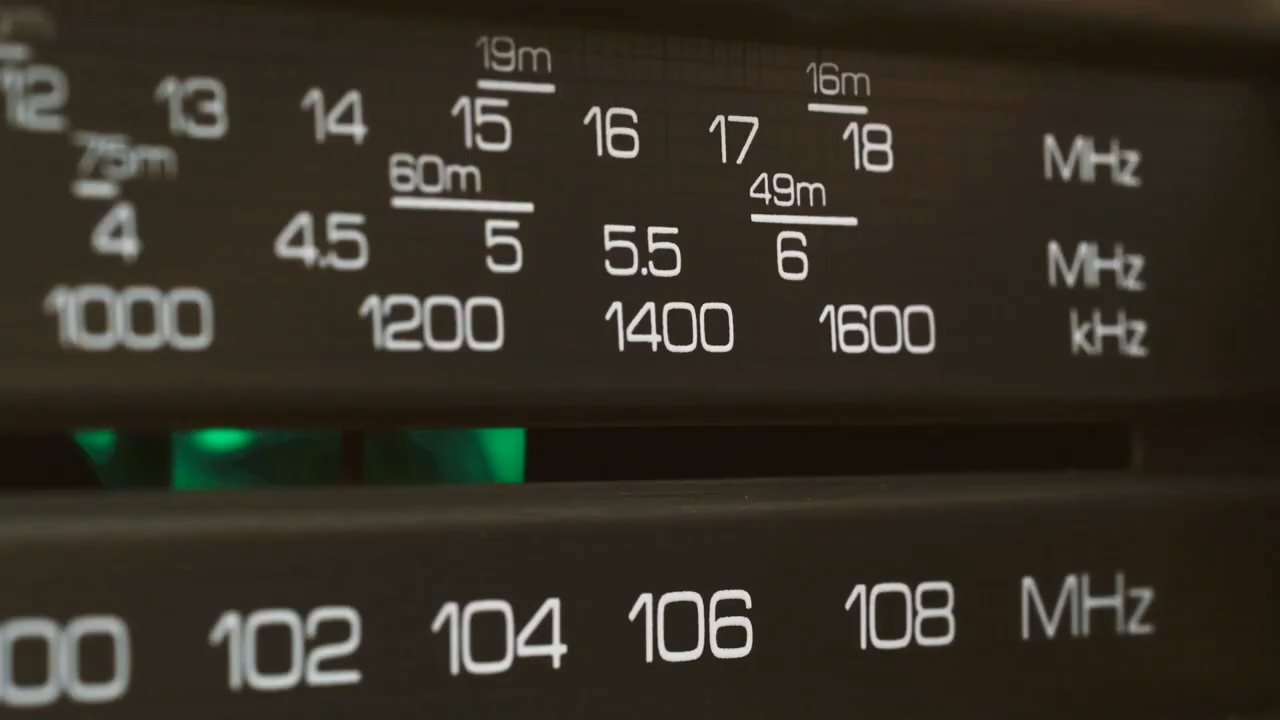 19m 16m
12 13 14 15 16 17 18 MHz
75m 60m 49m
4 4.5 5 5.5 6 MHz
1000 1200 1400 1600 kHz
00 102 104 106 108 MHz